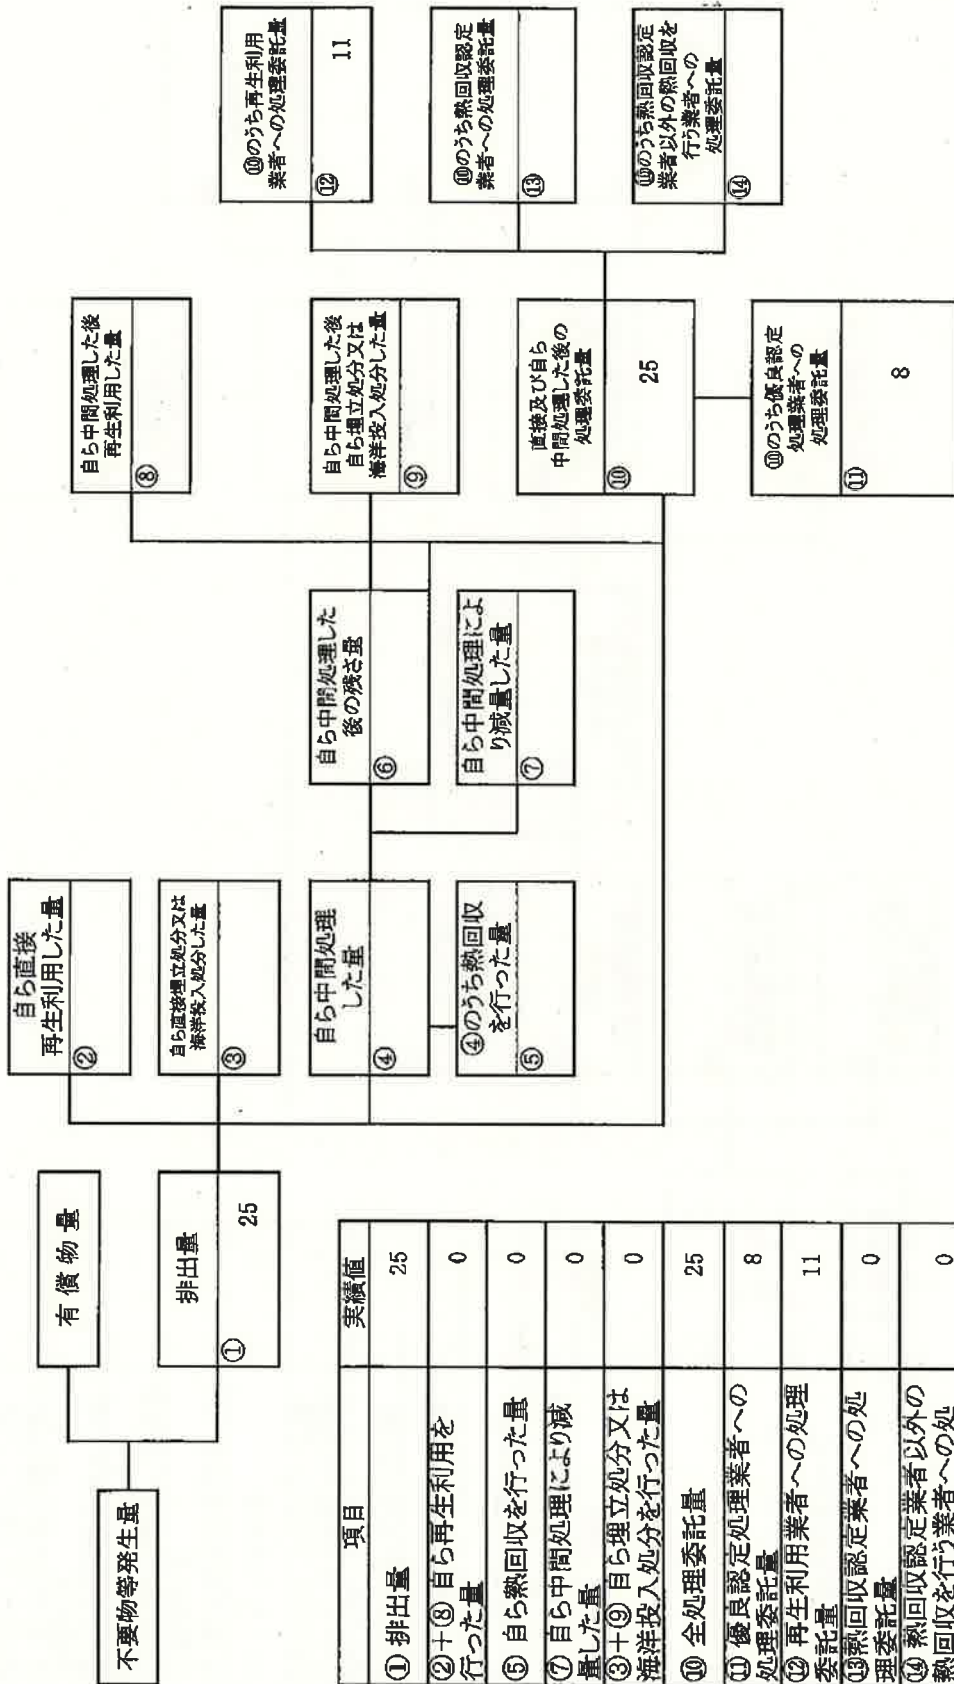 不要物等発生量
有償物量
排出量
①
25
自ら直接
再生利用した量
②
自ら直接埋立処分又は
海洋投入処分した量
③
自ら中間処理
した量
④
④のうち熱回収
を行った量
⑤
自ら中間処理した
後の残さ量
⑥
自ら中間処理によ
り減量した量
⑦
自ら中間処理した後
再生利用した量
⑧
自ら中間処理した後
自ら埋立処分又は
海洋投入処分した量
⑨
直接及び自ら
中間処理した後の
処理委託量
⑩
25
⑩のうち優良認定
処理業者への
処理委託量
⑪
8
⑩のうち再生利用
業者への処理委託量
⑫
11
⑩のうち熱回収認定
業者への処理委託量
⑬
⑩のうち熱回収認定
業者以外の熱回収を
行う業者への
処理委託量
⑭
項目 実績値
①排出量 25
②+⑧ 自ら再生利用を
行った量 0
⑤ 自ら熱回収を行った量 0
⑦ 自ら中間処理により減
量した量 0
③+⑨ 自ら埋立処分又は
海洋投入処分を行った量 0
⑩ 全処理委託量 25
⑪ 優良認定処理業者への
処理委託量 8
⑫ 再生利用業者への処理
委託量 11
⑬熱回収認定業者への処
理委託量 0
⑭ 熱回収認定業者以外の
熱回収を行う業者への処 0